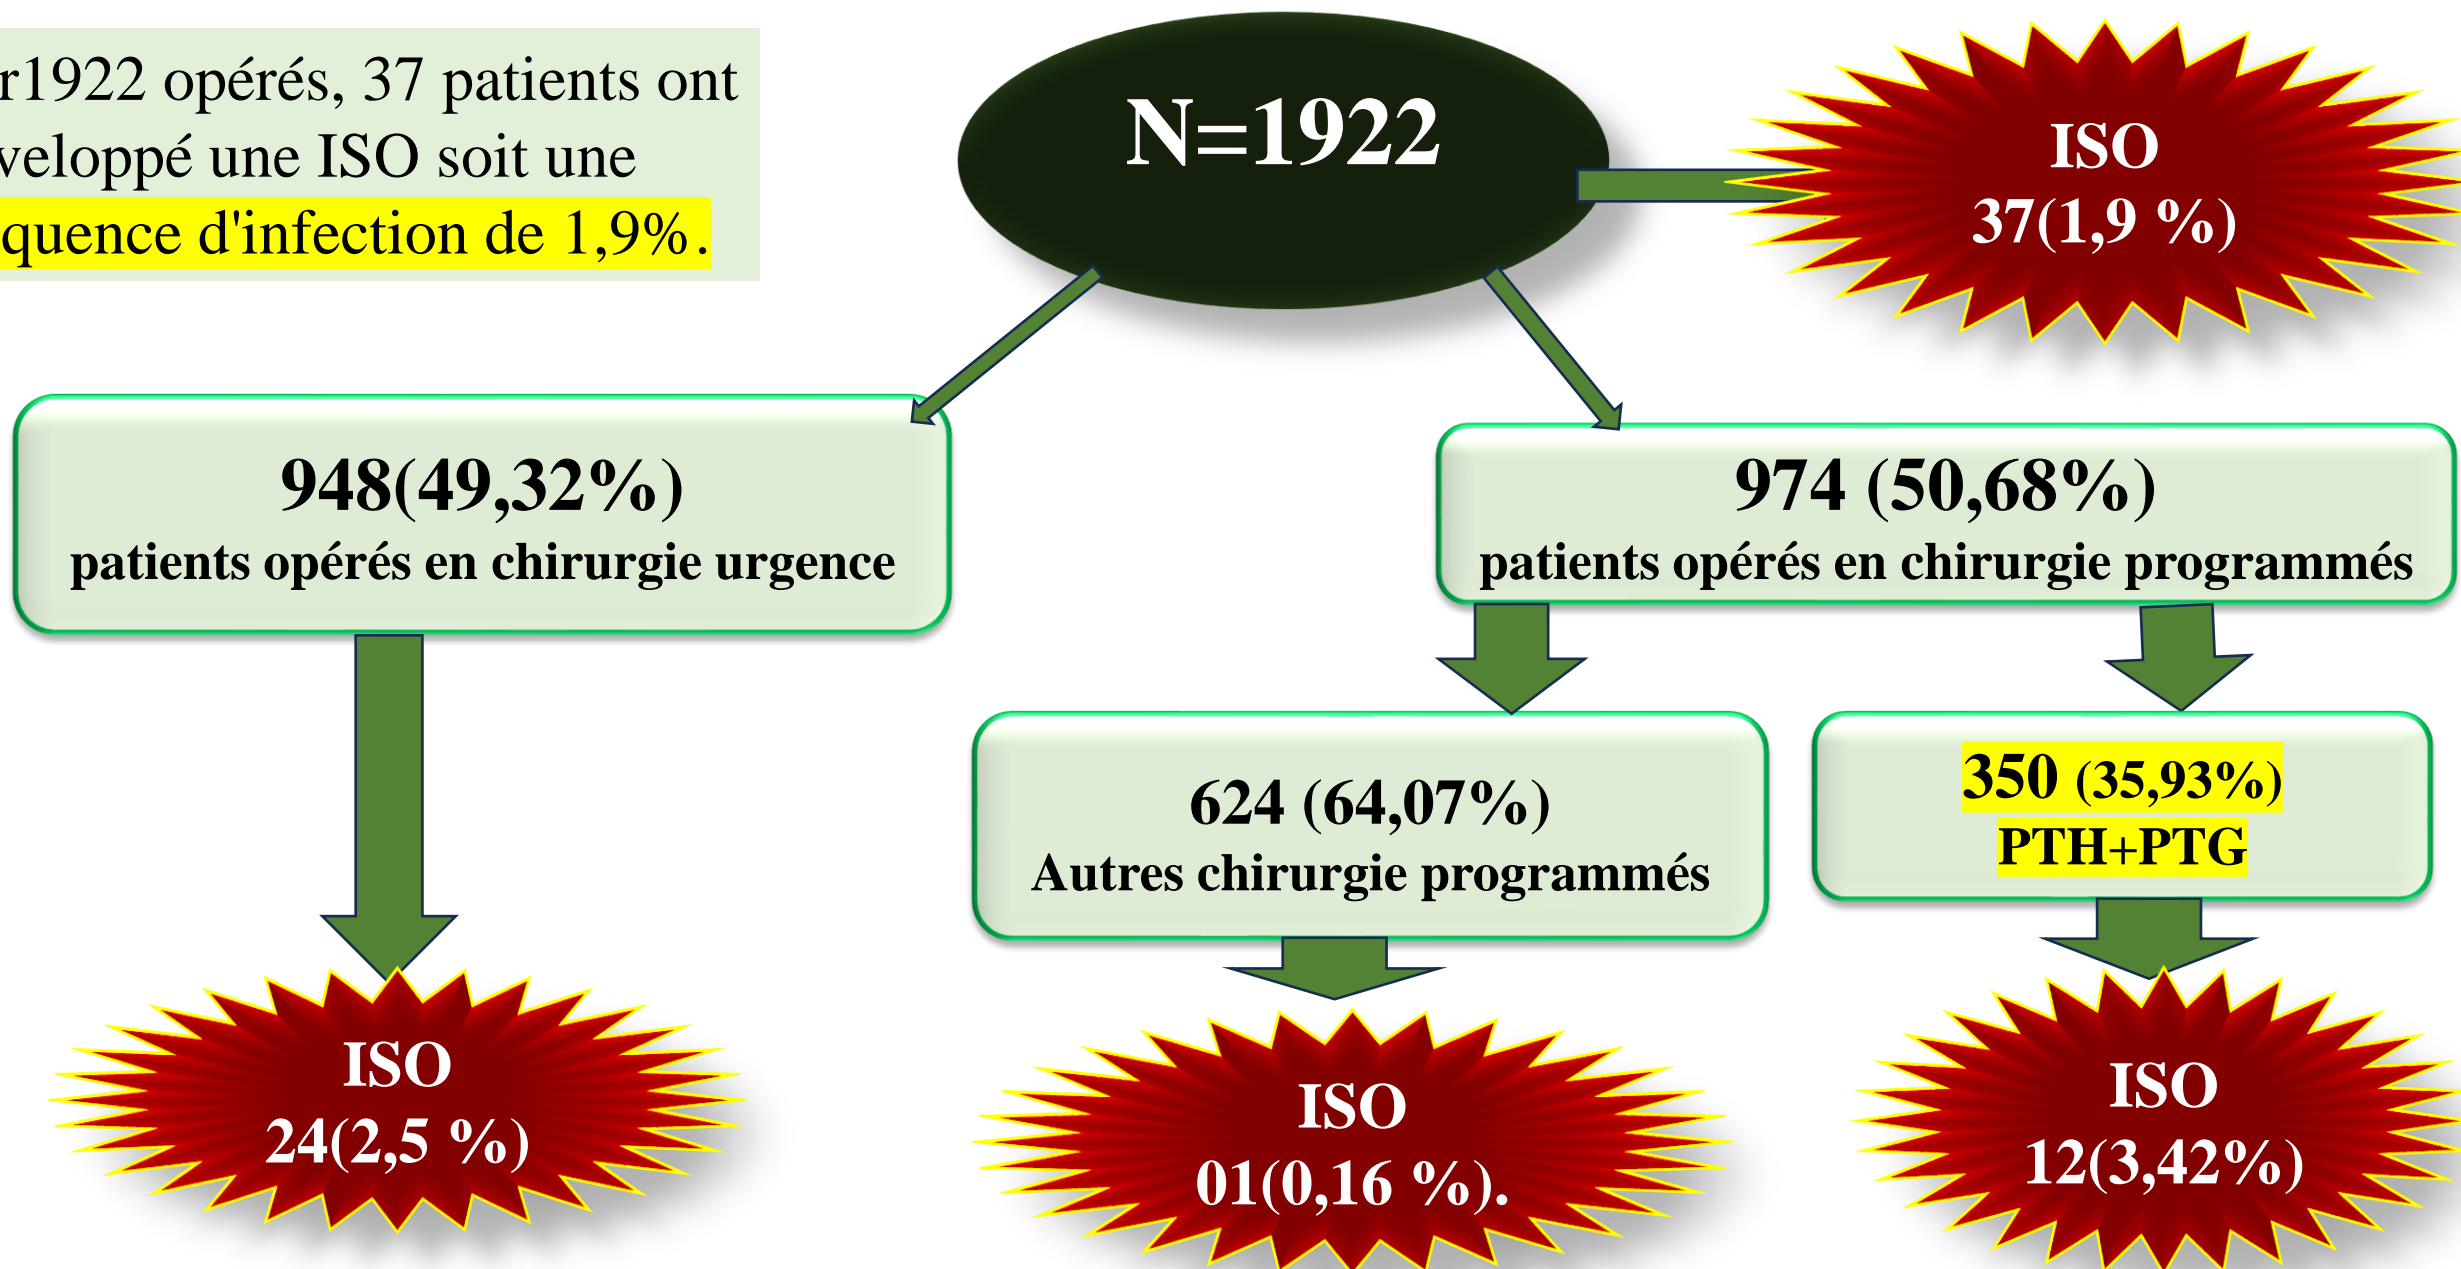 r1922 opérés, 37 patients ont
veloppé une ISO soit une
quence d'infection de 1,9%.
N=1922
ISO
37(1,9 %)
948(49,32%)
patients opérés en chirurgie urgence
974 (50,68%)
patients opérés en chirurgie programmés
624 (64,07%)
Autres chirurgie programmés
350 (35,93%)
PTH+PTG
ISO
24(2,5 %)
ISO
01(0,16 %).
ISO
12(3,42%)